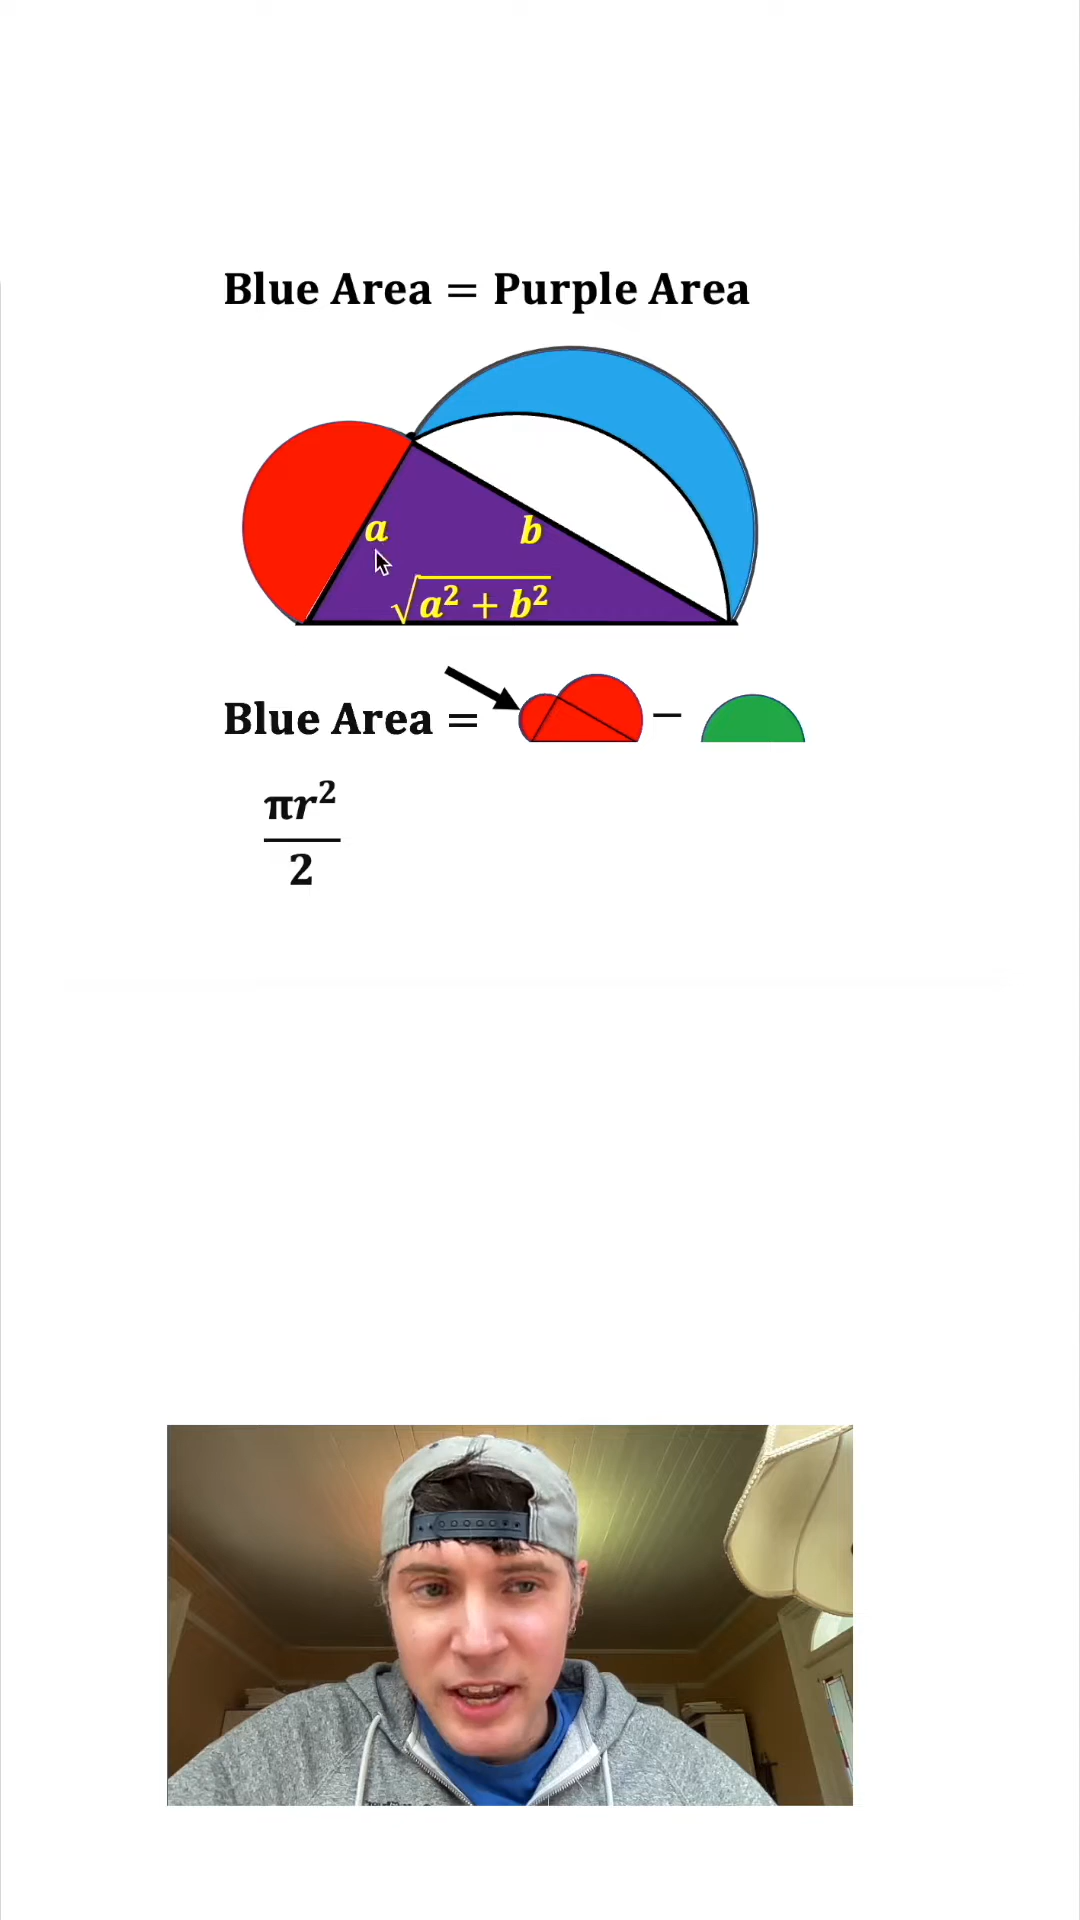 Blue Area = Purple Area
a
b
√a² + b²
Blue Area = −
πr²
2